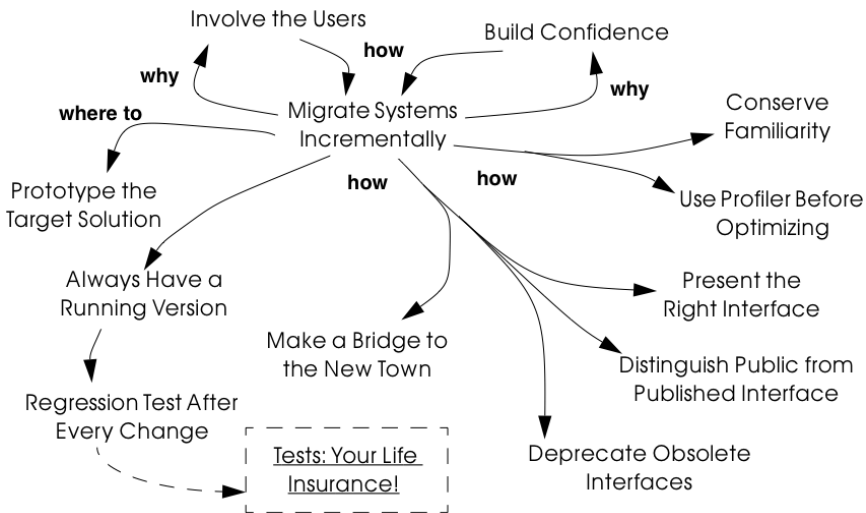 Involve the Users
how
Build Confidence
why
why
where to
Migrate Systems
Incrementally
Conserve
Familiarity
how
how
Prototype the
Target Solution
Use Profiler Before
Optimizing
Always Have a
Running Version
Present the
Right Interface
Make a Bridge to
the New Town
Distinguish Public from
Published Interface
Regression Test After
Every Change
Tests: Your Life
Insurance!
Deprecate Obsolete
Interfaces